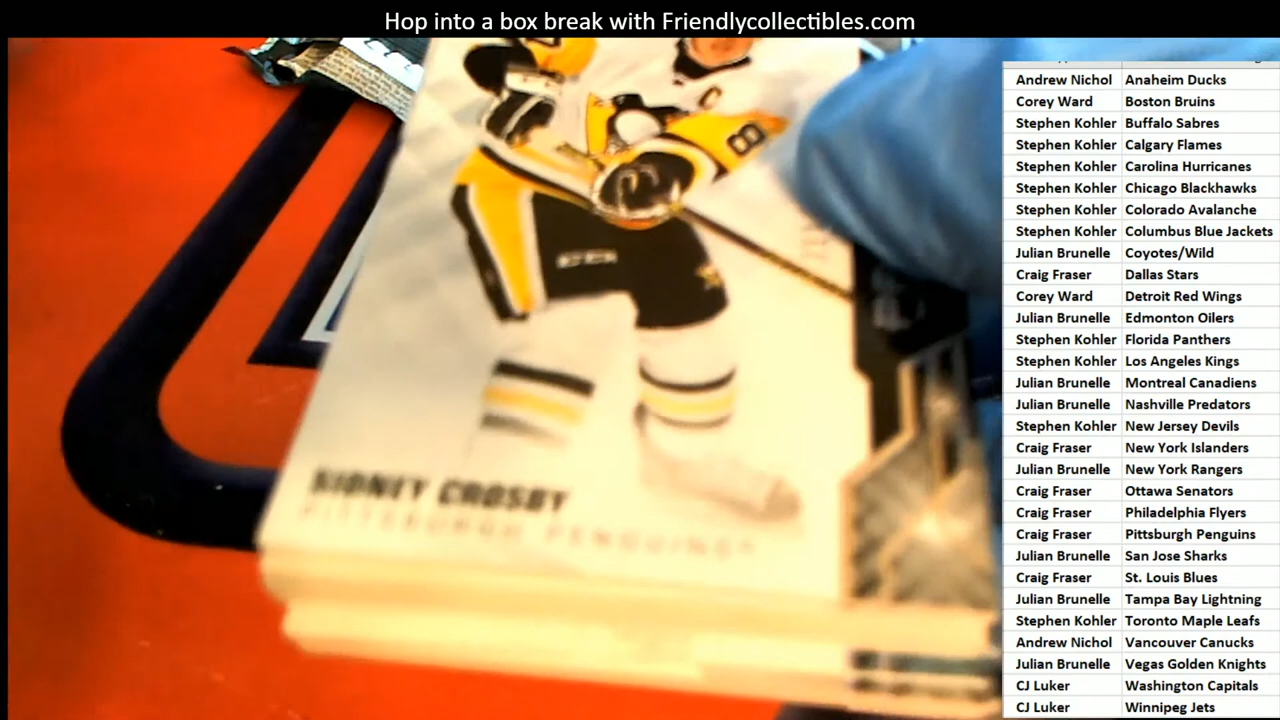 Hop into a box break with Friendlycollectibles.com
C
8
SIDNEY CROSBY
PITTSBURGH PENGUINS
Andrew Nichol Anaheim Ducks
Corey Ward Boston Bruins
Stephen Kohler Buffalo Sabres
Stephen Kohler Calgary Flames
Stephen Kohler Carolina Hurricanes
Stephen Kohler Chicago Blackhawks
Stephen Kohler Colorado Avalanche
Stephen Kohler Columbus Blue Jackets
Julian Brunelle Coyotes/Wild
Craig Fraser Dallas Stars
Corey Ward Detroit Red Wings
Julian Brunelle Edmonton Oilers
Stephen Kohler Florida Panthers
Stephen Kohler Los Angeles Kings
Julian Brunelle Montreal Canadiens
Julian Brunelle Nashville Predators
Stephen Kohler New Jersey Devils
Craig Fraser New York Islanders
Julian Brunelle New York Rangers
Craig Fraser Ottawa Senators
Craig Fraser Philadelphia Flyers
Craig Fraser Pittsburgh Penguins
Julian Brunelle San Jose Sharks
Craig Fraser St. Louis Blues
Julian Brunelle Tampa Bay Lightning
Stephen Kohler Toronto Maple Leafs
Andrew Nichol Vancouver Canucks
Julian Brunelle Vegas Golden Knights
CJ Luker Washington Capitals
CJ Luker Winnipeg Jets